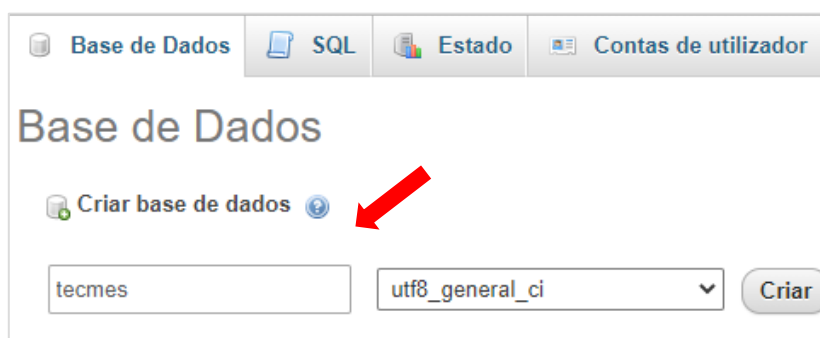 Base de Dados SQL Estado Contas de utilizador
Base de Dados
Criar base de dados
tecmes utf8_general_ci Criar